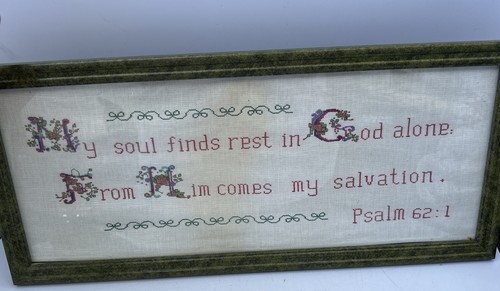 My soul finds rest in God alone:
From Him comes my salvation.
Psalm 62:1